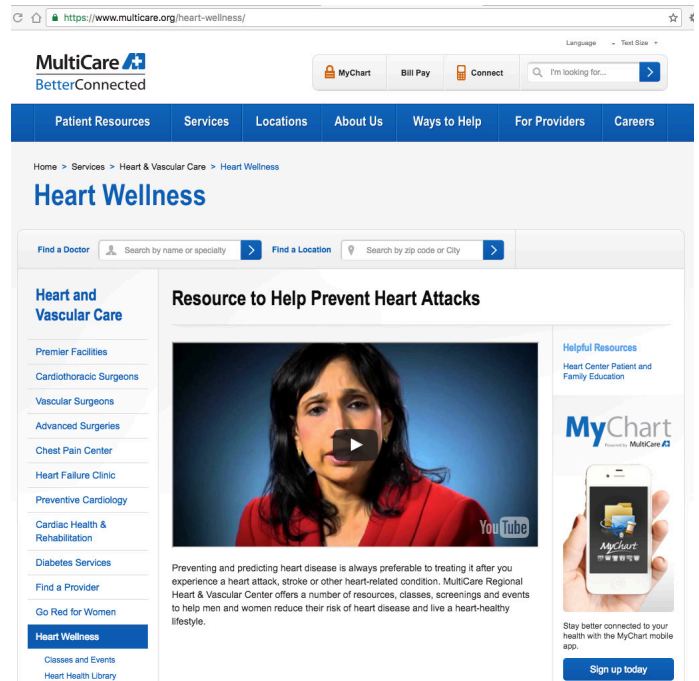 https://www.multicare.org/heart-wellness/
Language - Text Size +
MultiCare
BetterConnected
MyChart
Bill Pay
Connect
I'm looking for...
Patient Resources
Services
Locations
About Us
Ways to Help
For Providers
Careers
Home > Services > Heart & Vascular Care > Heart Wellness
Heart Wellness
Find a Doctor
Search by name or specialty
Find a Location
Search by zip code or City
Heart and
Vascular Care
Premier Facilities
Cardiothoracic Surgeons
Vascular Surgeons
Advanced Surgeries
Chest Pain Center
Heart Failure Clinic
Preventive Cardiology
Cardiac Health &
Rehabilitation
Diabetes Services
Find a Provider
Go Red for Women
Heart Wellness
Classes and Events
Heart Health Library
Resource to Help Prevent Heart Attacks
YouTube
Preventing and predicting heart disease is always preferable to treating it after you
experience a heart attack, stroke or other heart-related condition. MultiCare Regional
Heart & Vascular Center offers a number of resources, classes, screenings and events
to help men and women reduce their risk of heart disease and live a heart-healthy
lifestyle.
Helpful Resources
Heart Center Patient and
Family Education
MyChart
Powered by MultiCare
MyChart
Stay better connected to your
health with the MyChart mobile
app.
Sign up today